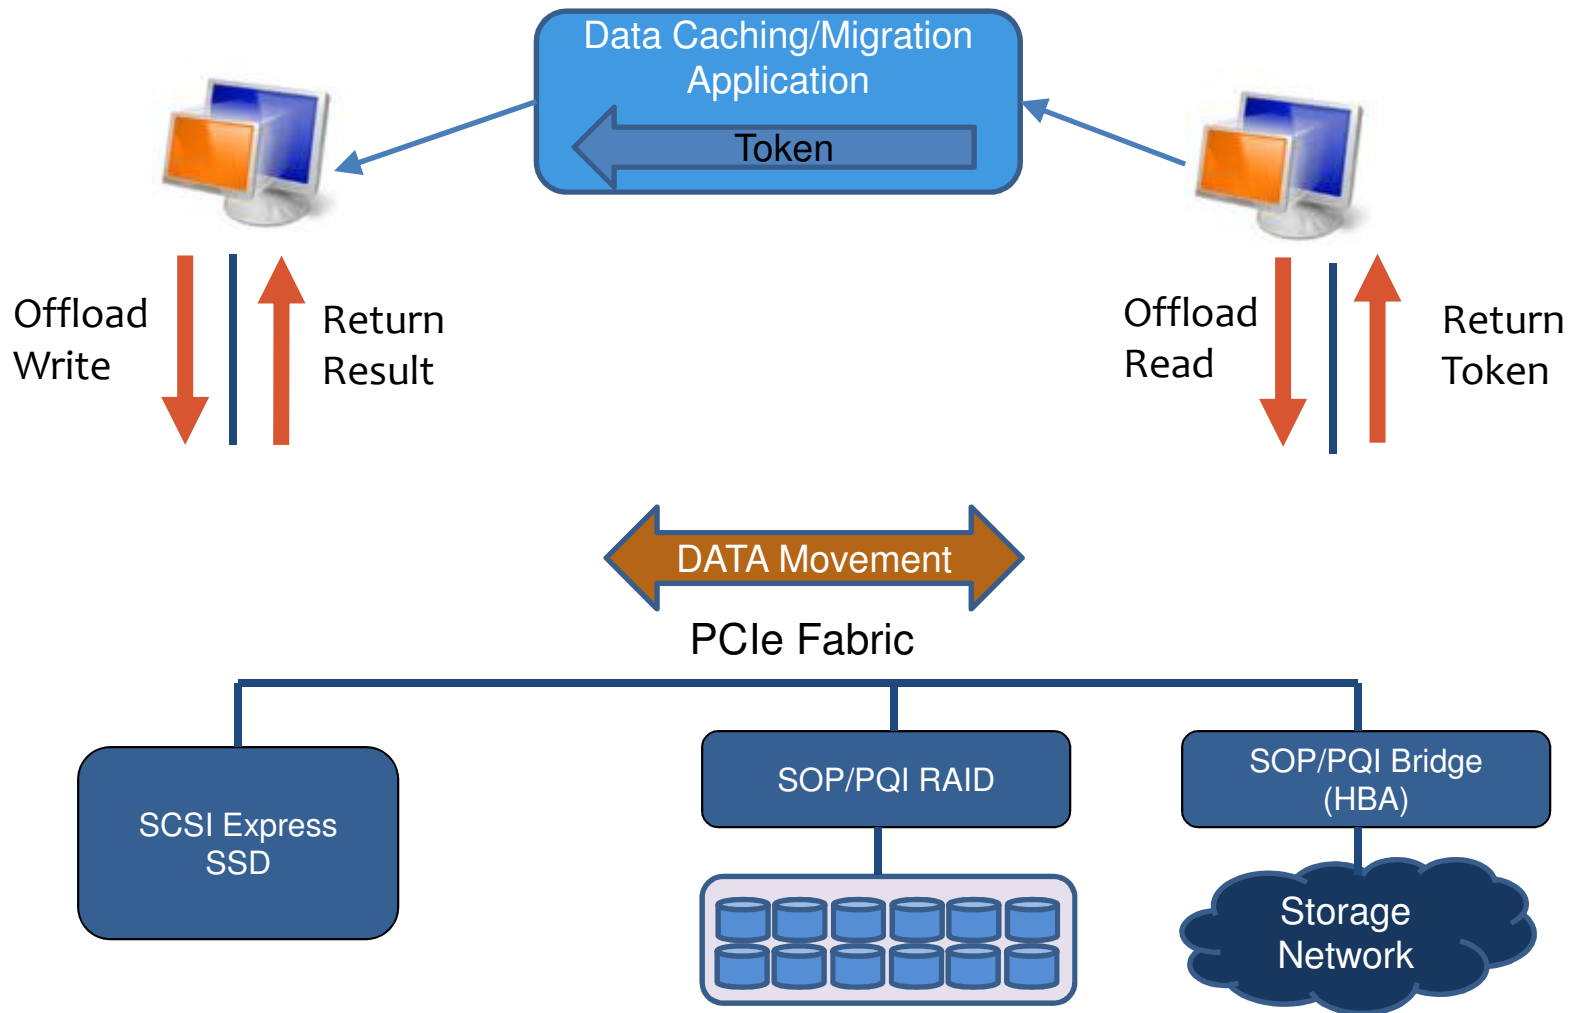 Data Caching/Migration
Application
Token
Offload
Write
Return
Result
Offload
Read
Return
Token
DATA Movement
PCIe Fabric
SCSI Express
SSD
SOP/PQI RAID
SOP/PQI Bridge
(HBA)
Storage
Network